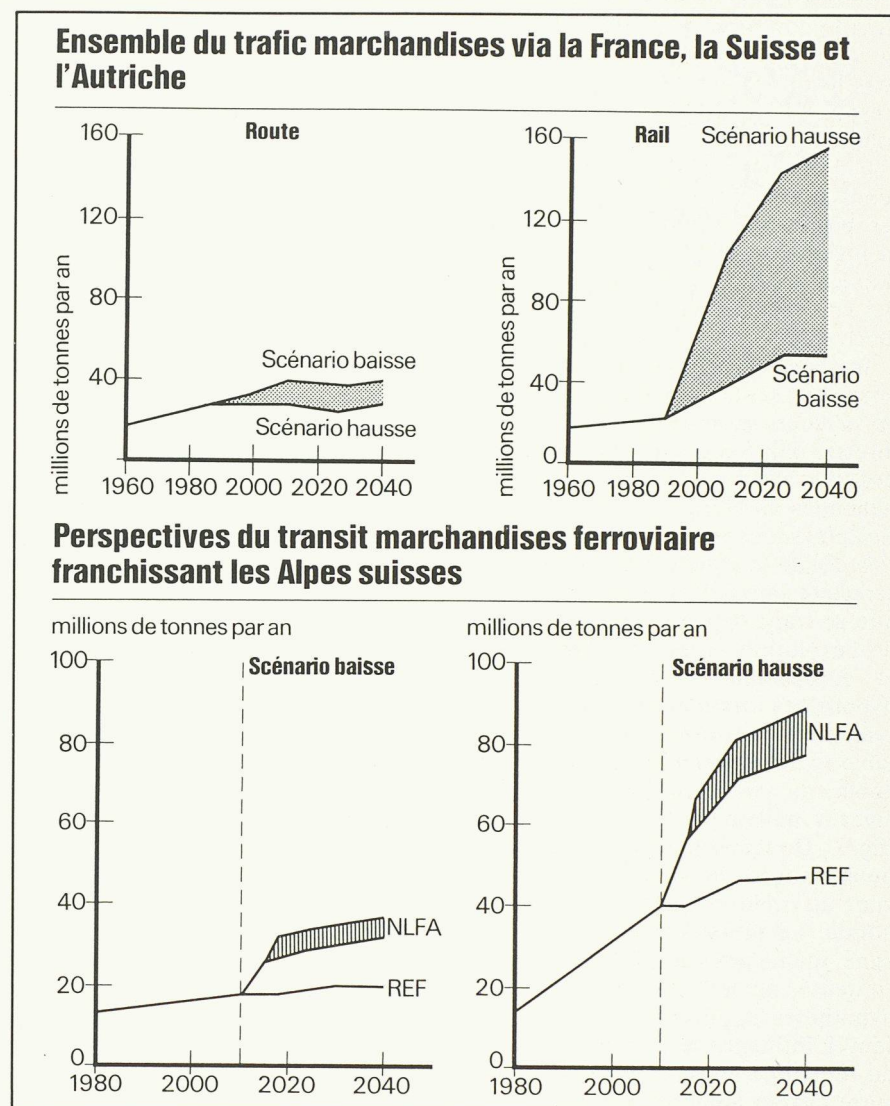 Ensemble du trafic marchandises via la France, la Suisse et
l'Autriche
Route
millions de tonnes par an
160
120
80
40
Scénario baisse
Scénario hausse
1960 1980 2000 2020 2040
Rail
Scénario hausse
millions de tonnes par an
160
120
80
40
0
Scénario
baisse
1960 1980 2000 2020 2040
Perspectives du transit marchandises ferroviaire
franchissant les Alpes suisses
millions de tonnes par an
Scénario baisse
100
80
60
40
20
0
NLFA
REF
1980 2000 2020 2040
millions de tonnes par an
Scénario hausse
100
80
60
40
20
0
NLFA
REF
1980 2000 2020 2040